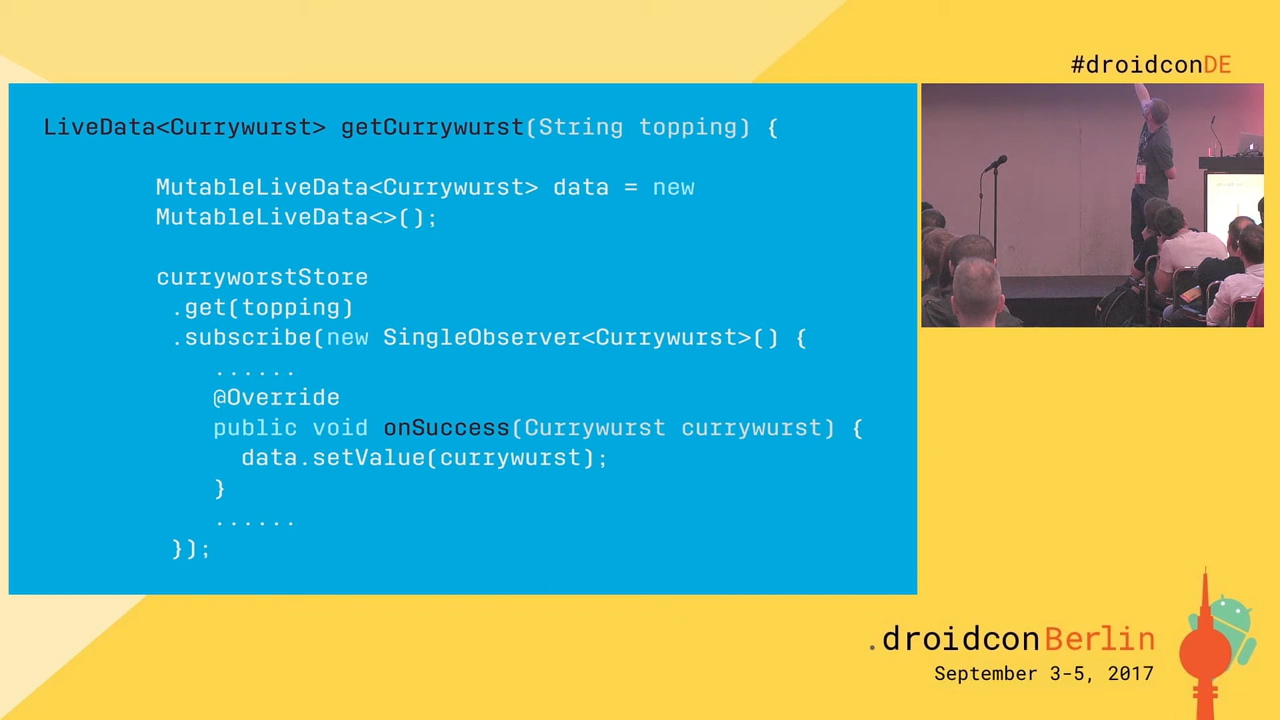 #droidconDE
LiveData<Currywurst> getCurrywurst(String topping) {
MutableLiveData<Currywurst> data = new
MutableLiveData<>();
curryworstStore
.get(topping)
.subscribe(new SingleObserver<Currywurst>() {
......
@Override
public void onSuccess(Currywurst currywurst) {
data.setValue(currywurst);
}
......
});
.droidconBerlin
September 3-5, 2017